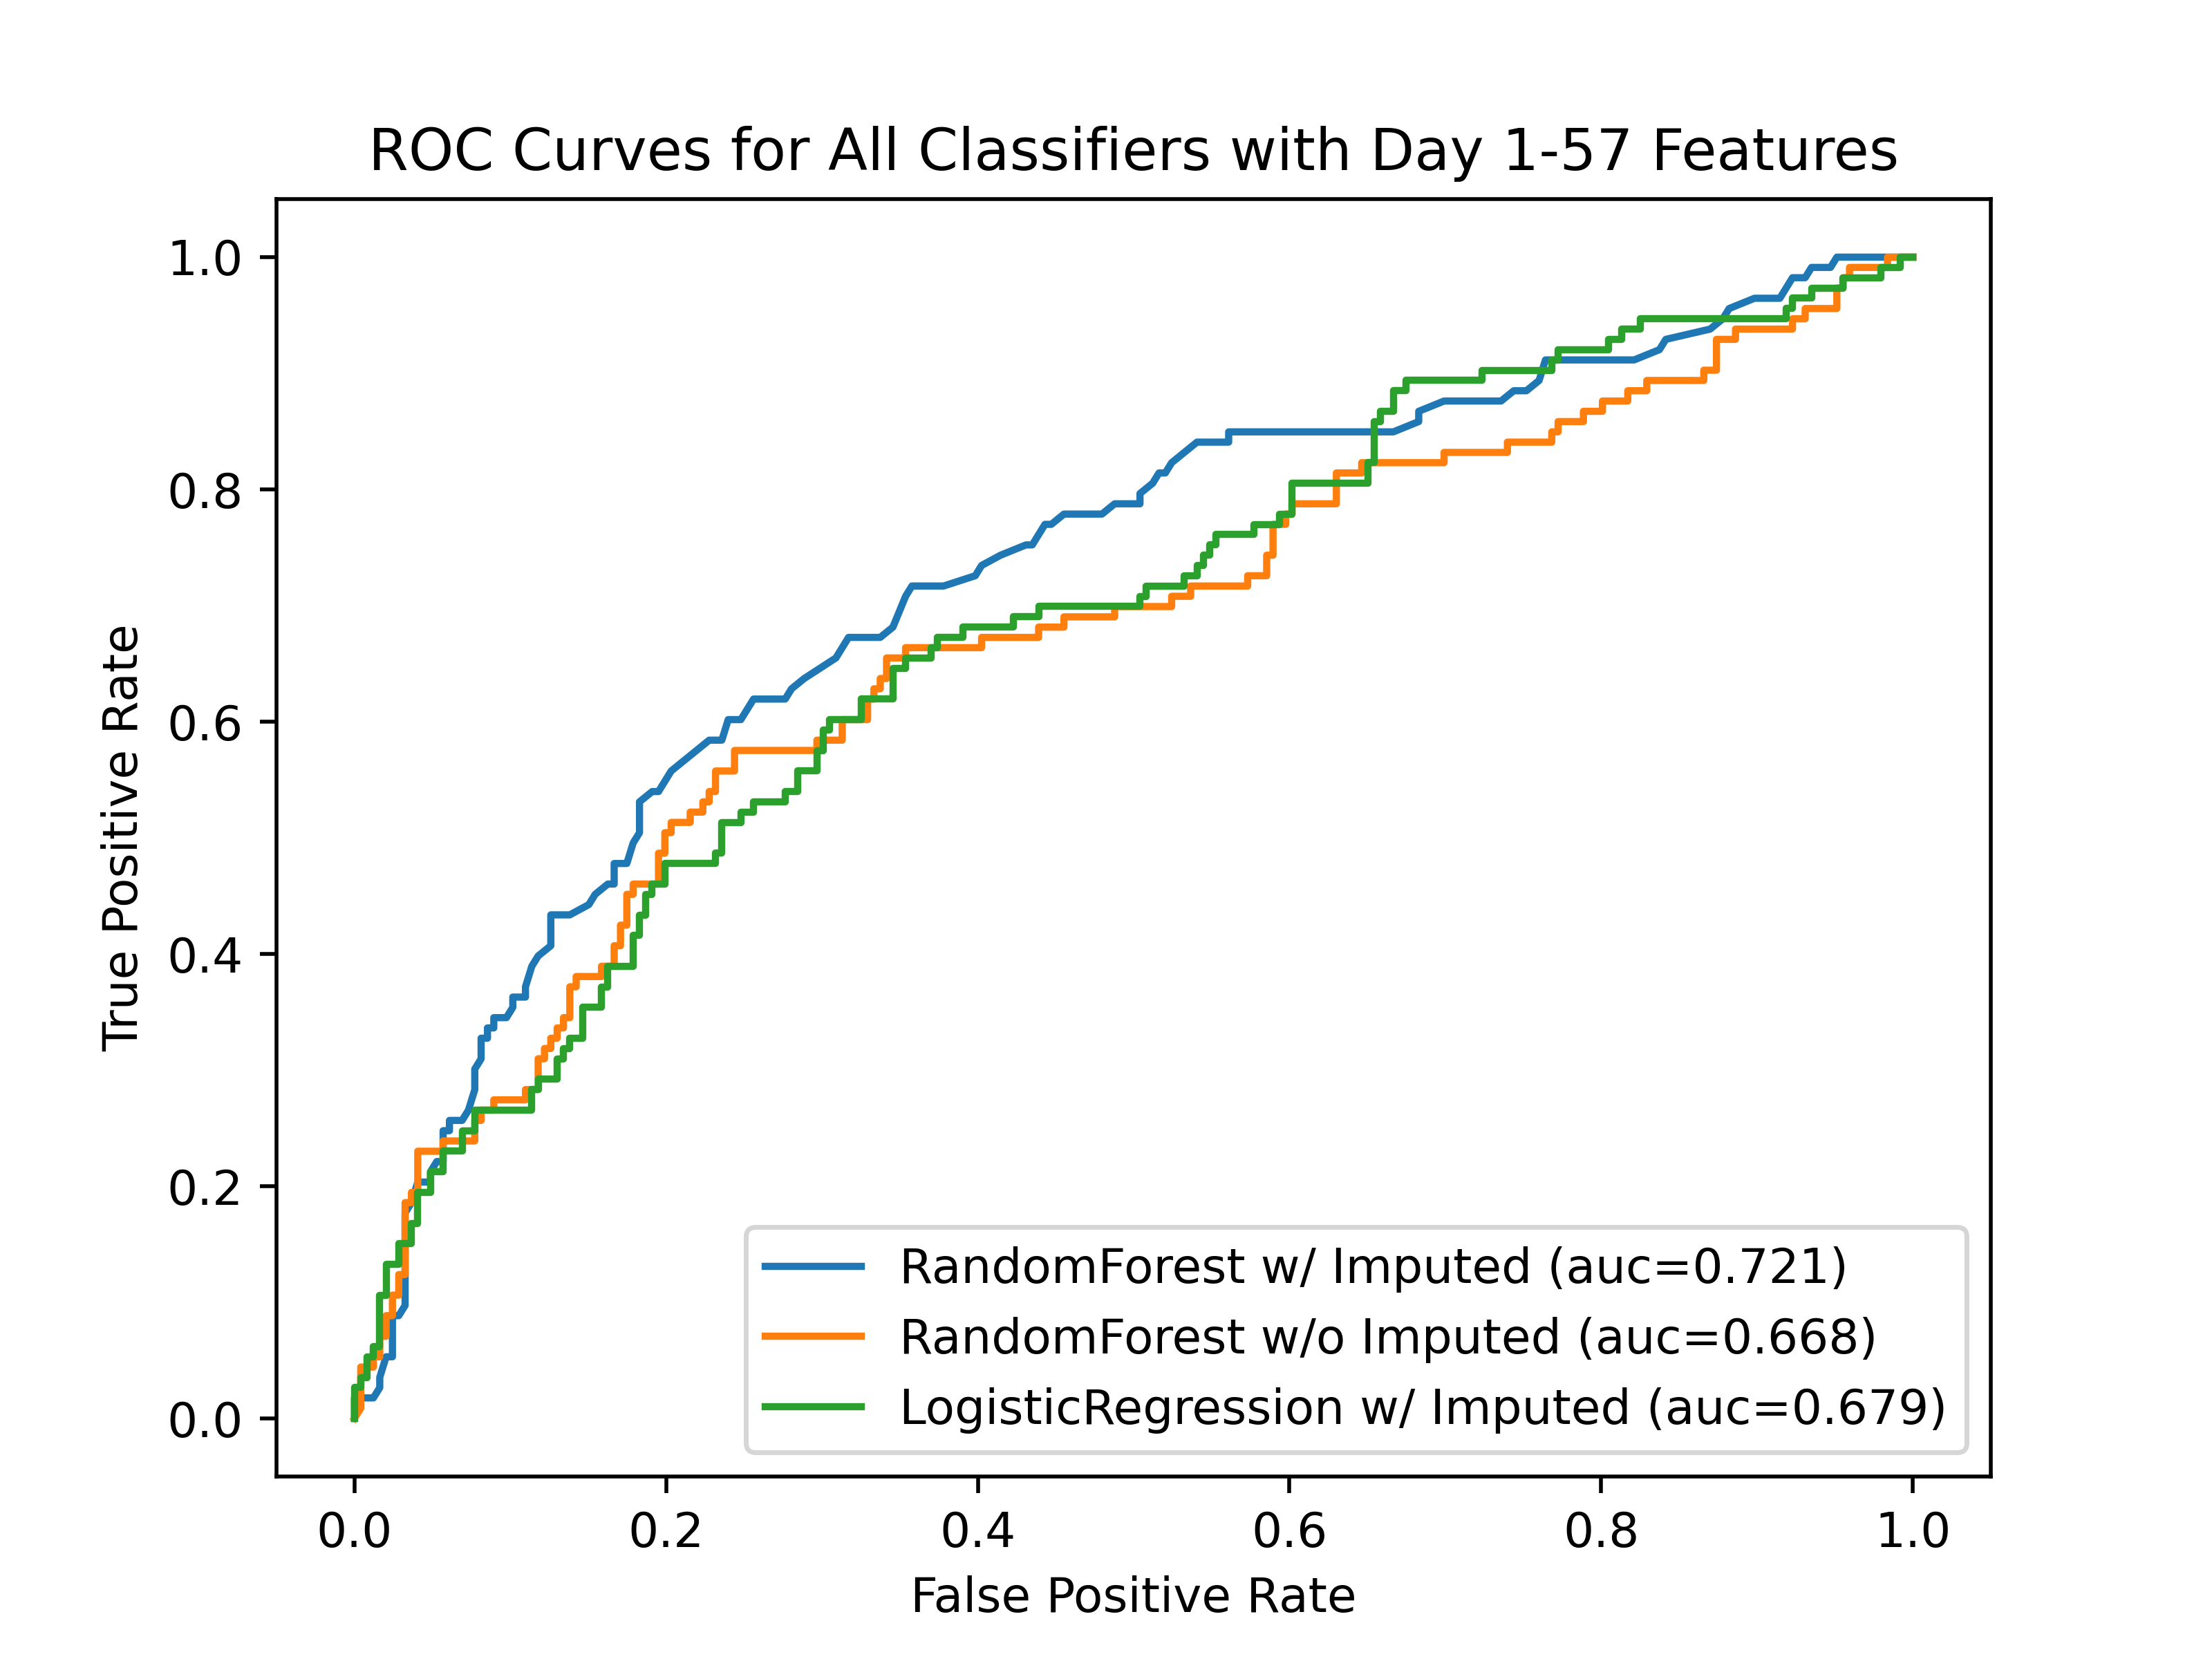 ROC Curves for All Classifiers with Day 1-57 Features
1.0
0.8
0.6
0.4
0.2
0.0
True Positive Rate
RandomForest w/ Imputed (auc=0.721)
RandomForest w/o Imputed (auc=0.668)
LogisticRegression w/ Imputed (auc=0.679)
0.0 0.2 0.4 0.6 0.8 1.0
False Positive Rate